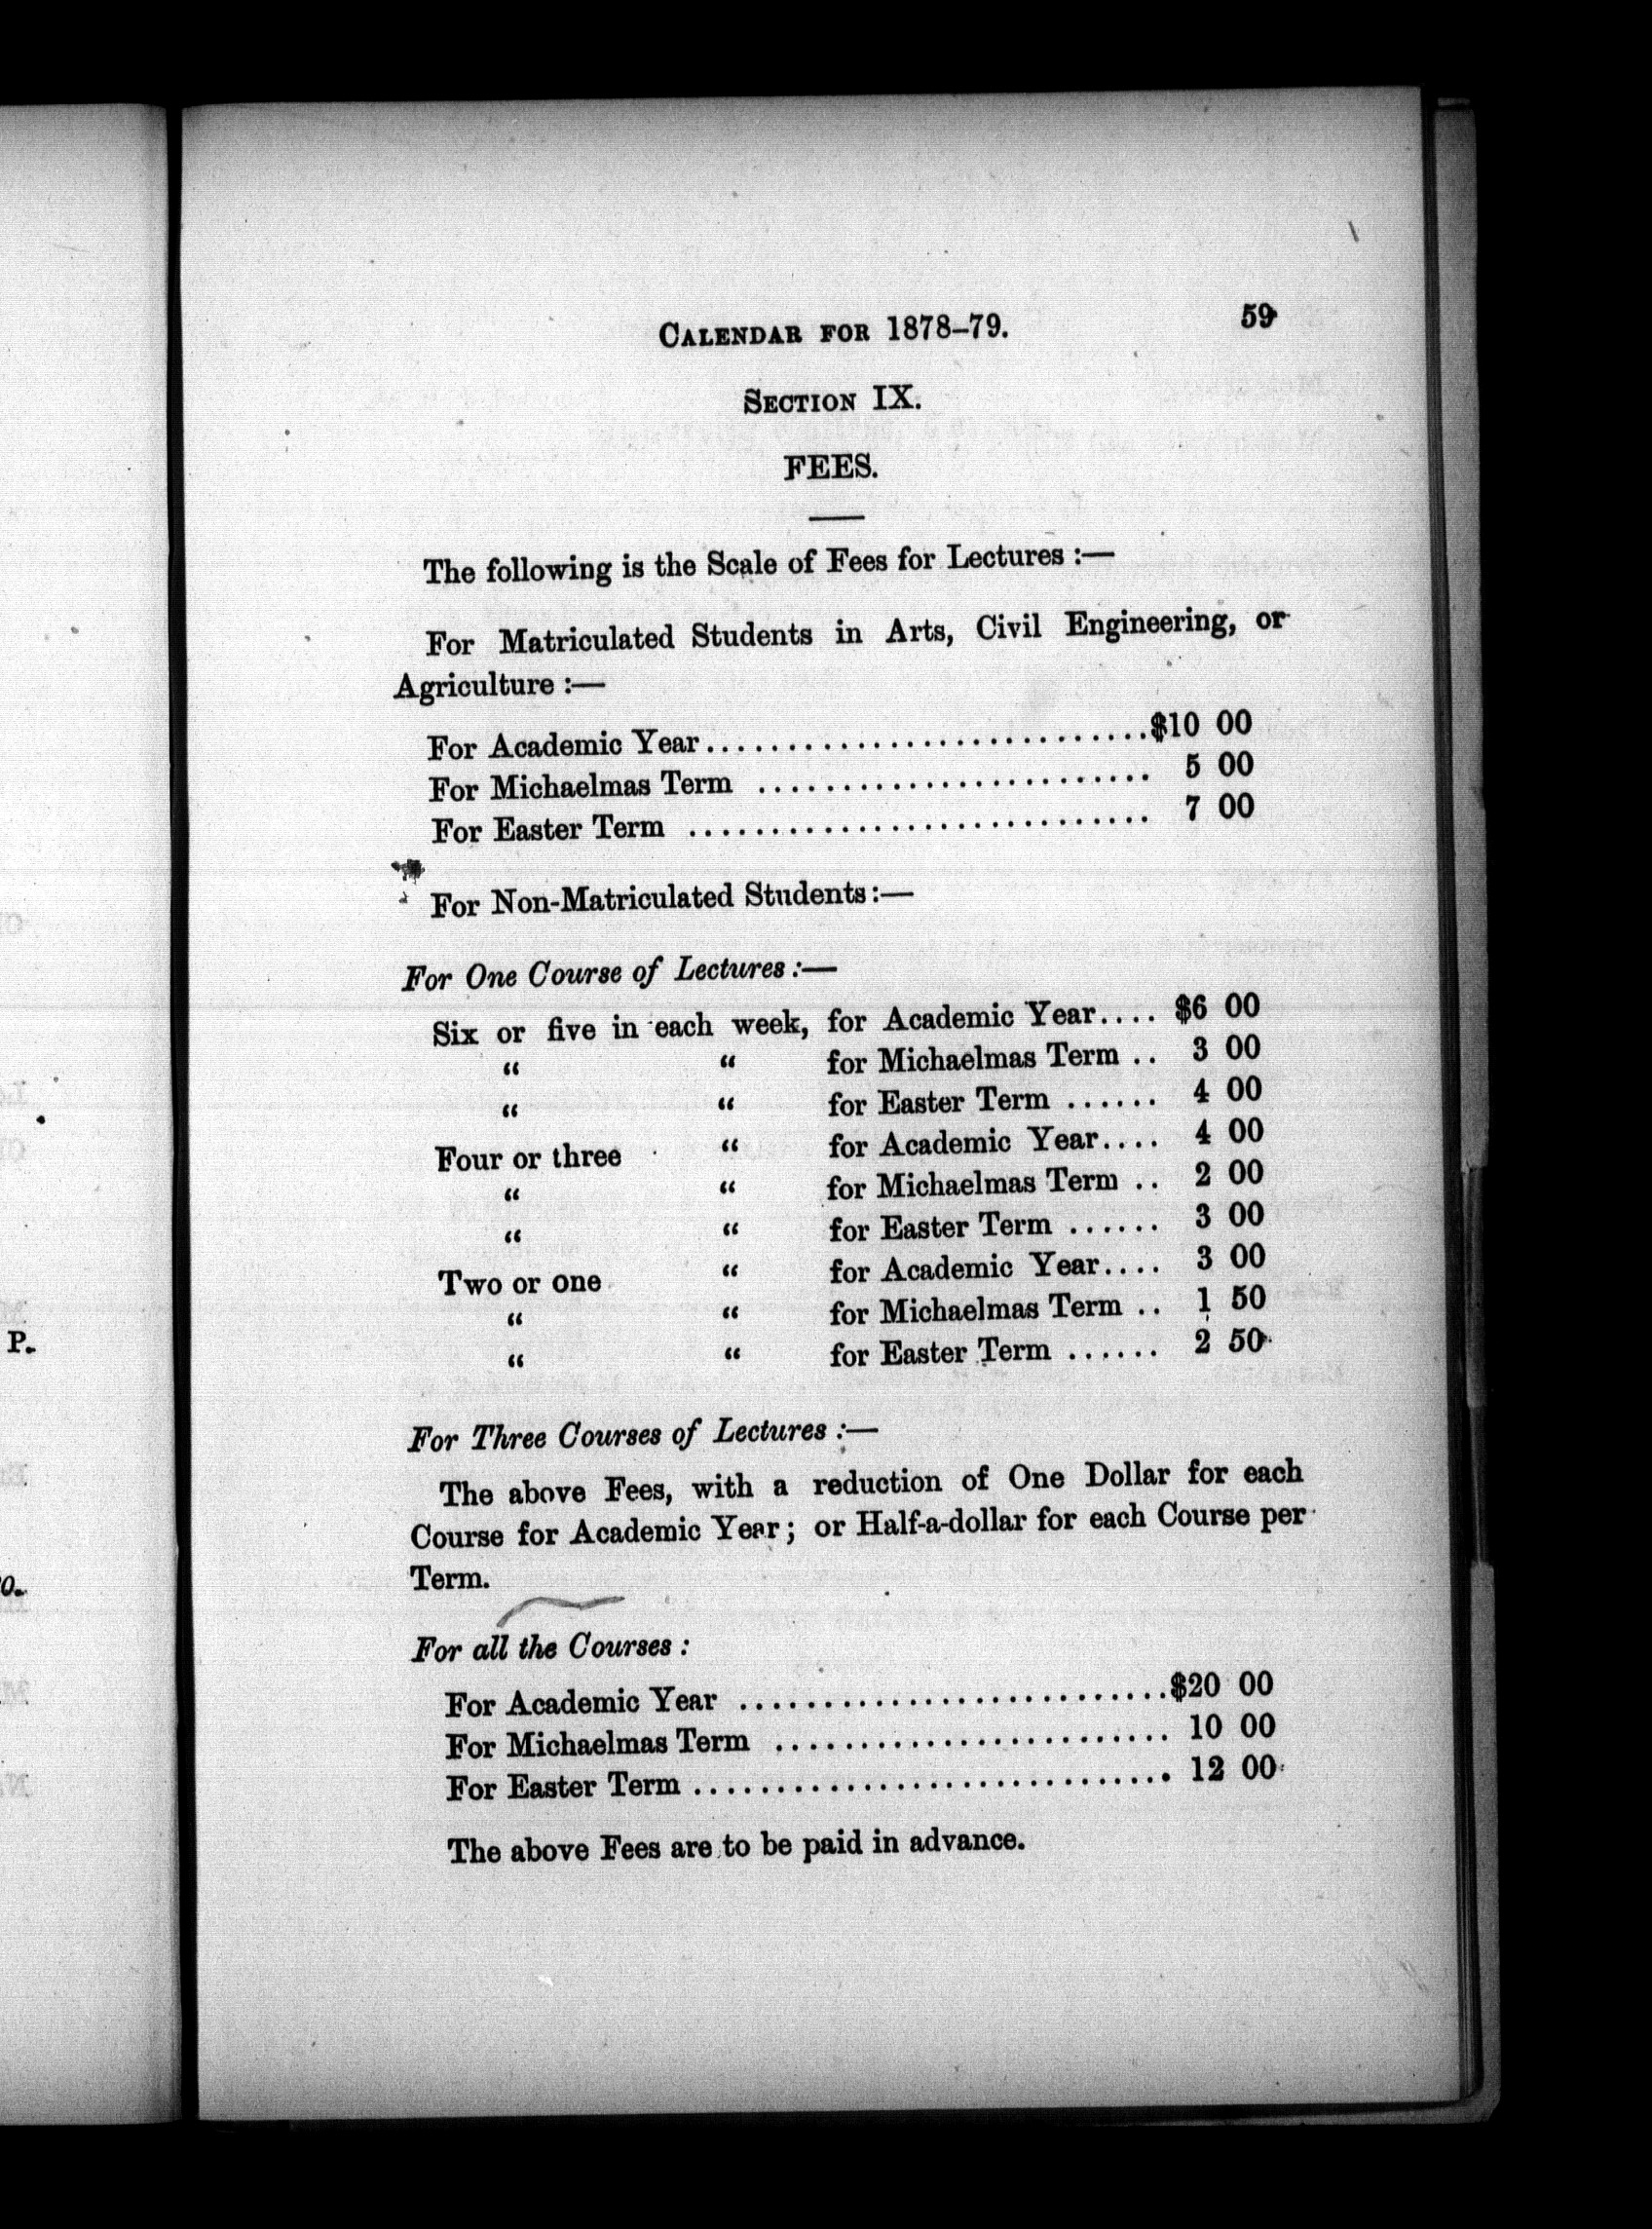 CALENDAR FOR 1878–79. 59
SECTION IX.
FEES.
The following is the Scale of Fees for Lectures :—
For Matriculated Students in Arts, Civil Engineering, or
Agriculture :—
For Academic Year...........................$10 00
For Michaelmas Term ........................ 5 00
For Easter Term ............................ 7 00
For Non-Matriculated Students:—
For One Course of Lectures :—
Six or five in each week, for Academic Year.... $6 00
“ “ for Michaelmas Term .. 3 00
“ “ for Easter Term ...... 4 00
Four or three “ for Academic Year.... 4 00
“ “ for Michaelmas Term .. 2 00
“ “ for Easter Term ...... 3 00
Two or one “ for Academic Year.... 3 00
“ “ for Michaelmas Term .. 1 50
“ “ for Easter Term ...... 2 50
For Three Courses of Lectures :—
The above Fees, with a reduction of One Dollar for each
Course for Academic Year; or Half-a-dollar for each Course per
Term.
For all the Courses :
For Academic Year ..........................$20 00
For Michaelmas Term ........................ 10 00
For Easter Term ............................. 12 00
The above Fees are to be paid in advance.
P.
o.